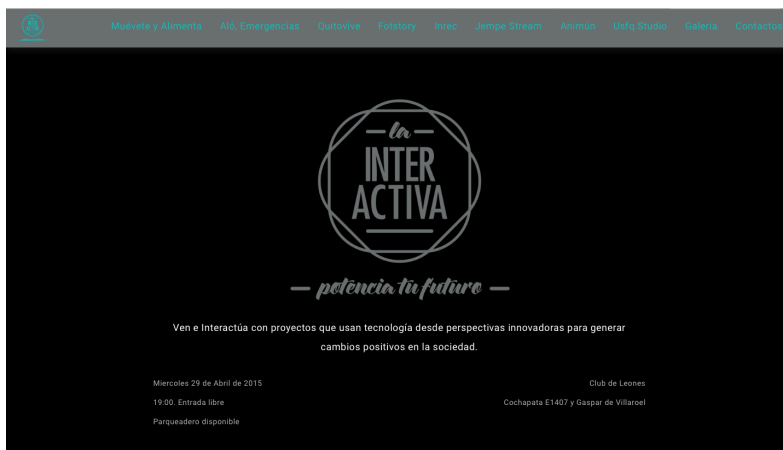 Muévete y Alimenta Aló, Emergencias Quitovive Fotstory Inrec Jempe Stream Animún Usfq Studio Galeria Contactos
la
INTER
ACTIVA
potencia tu futuro
Ven e Interactúa con proyectos que usan tecnología desde perspectivas innovadoras para generar
cambios positivos en la sociedad.
Miercoles 29 de Abril de 2015
19:00. Entrada libre
Parqueadero disponible
Club de Leones
Cochapata E1407 y Gaspar de Villaroel